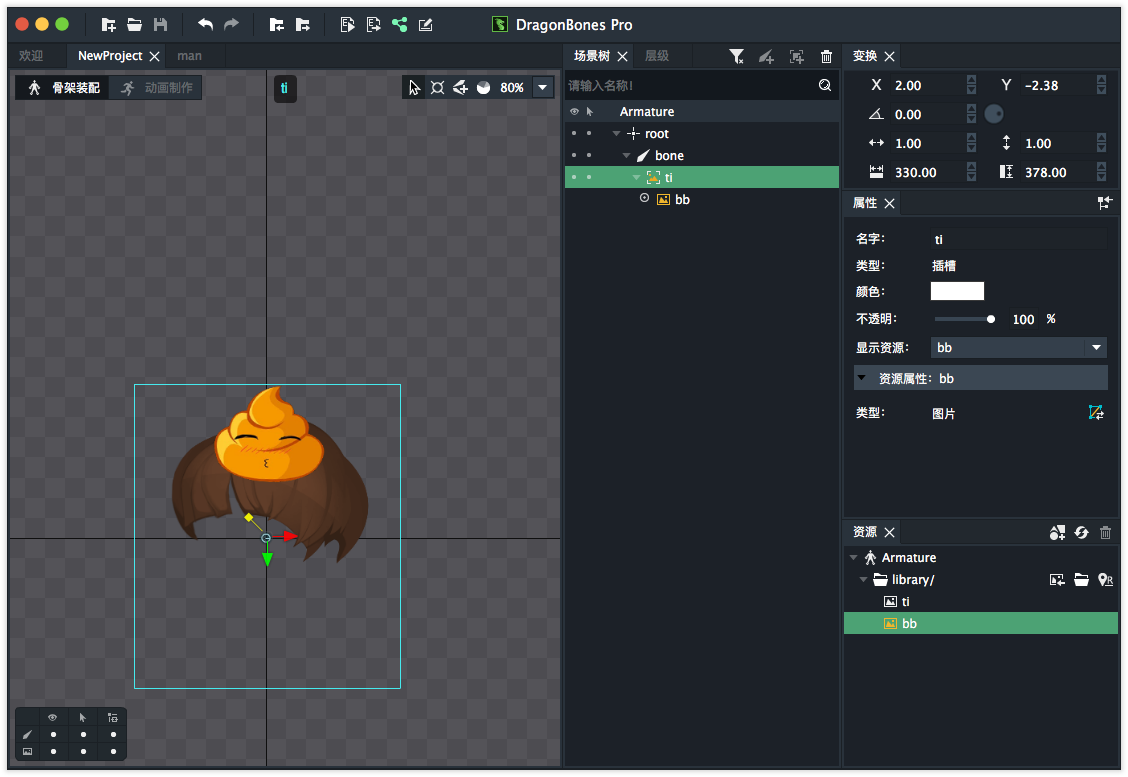 DragonBones Pro
欢迎
NewProject
man
场景树
层级
变换
骨架装配
动画制作
ti
80%
请输入名称!
Armature
root
bone
ti
bb
X 2.00
Y -2.38
0.00
1.00
1.00
330.00
378.00
属性
名字: ti
类型: 插槽
颜色:
不透明: 100 %
显示资源: bb
资源属性: bb
类型: 图片
资源
Armature
library/
R
ti
bb